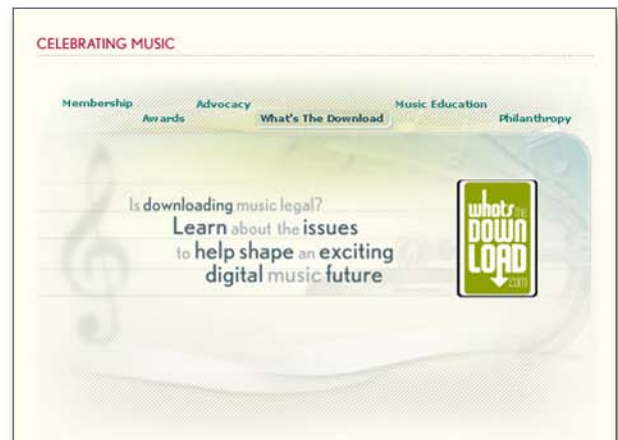 CELEBRATING MUSIC
Membership Advocacy Music Education
Awards What's The Download Philanthropy
Is downloading music legal?
Learn about the issues
to help shape an exciting
digital music future
whats the
DOWN
LOAD
.com